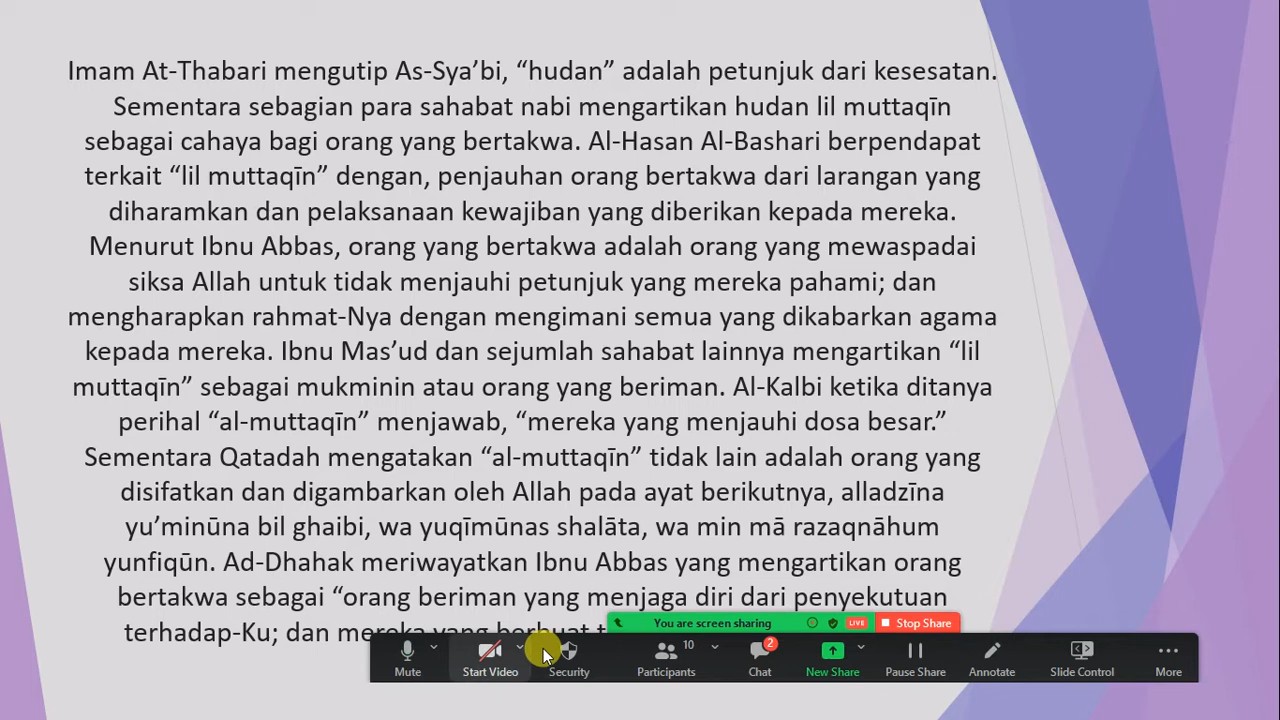 Imam At-Thabari mengutip As-Sya’bi, “hudan” adalah petunjuk dari kesesatan.
Sementara sebagian para sahabat nabi mengartikan hudan lil muttaqīn
sebagai cahaya bagi orang yang bertakwa. Al-Hasan Al-Bashari berpendapat
terkait “lil muttaqīn” dengan, penjauhan orang bertakwa dari larangan yang
diharamkan dan pelaksanaan kewajiban yang diberikan kepada mereka.
Menurut Ibnu Abbas, orang yang bertakwa adalah orang yang mewaspadai
siksa Allah untuk tidak menjauhi petunjuk yang mereka pahami; dan
mengharapkan rahmat-Nya dengan mengimani semua yang dikabarkan agama
kepada mereka. Ibnu Mas’ud dan sejumlah sahabat lainnya mengartikan “lil
muttaqīn” sebagai mukminin atau orang yang beriman. Al-Kalbi ketika ditanya
perihal “al-muttaqīn” menjawab, “mereka yang menjauhi dosa besar.”
Sementara Qatadah mengatakan “al-muttaqīn” tidak lain adalah orang yang
disifatkan dan digambarkan oleh Allah pada ayat berikutnya, alladzīna
yu’minūna bil ghaibi, wa yuqīmūnas shalāta, wa min mā razaqnāhum
yunfiqūn. Ad-Dhahak meriwayatkan Ibnu Abbas yang mengartikan orang
bertakwa sebagai “orang beriman yang menjaga diri dari penyekutuan
terhadap-Ku; dan mereka yang berbuat
You are screen sharing LIVE Stop Share
10 2
Mute Start Video Security Participants Chat New Share Pause Share Annotate Slide Control More